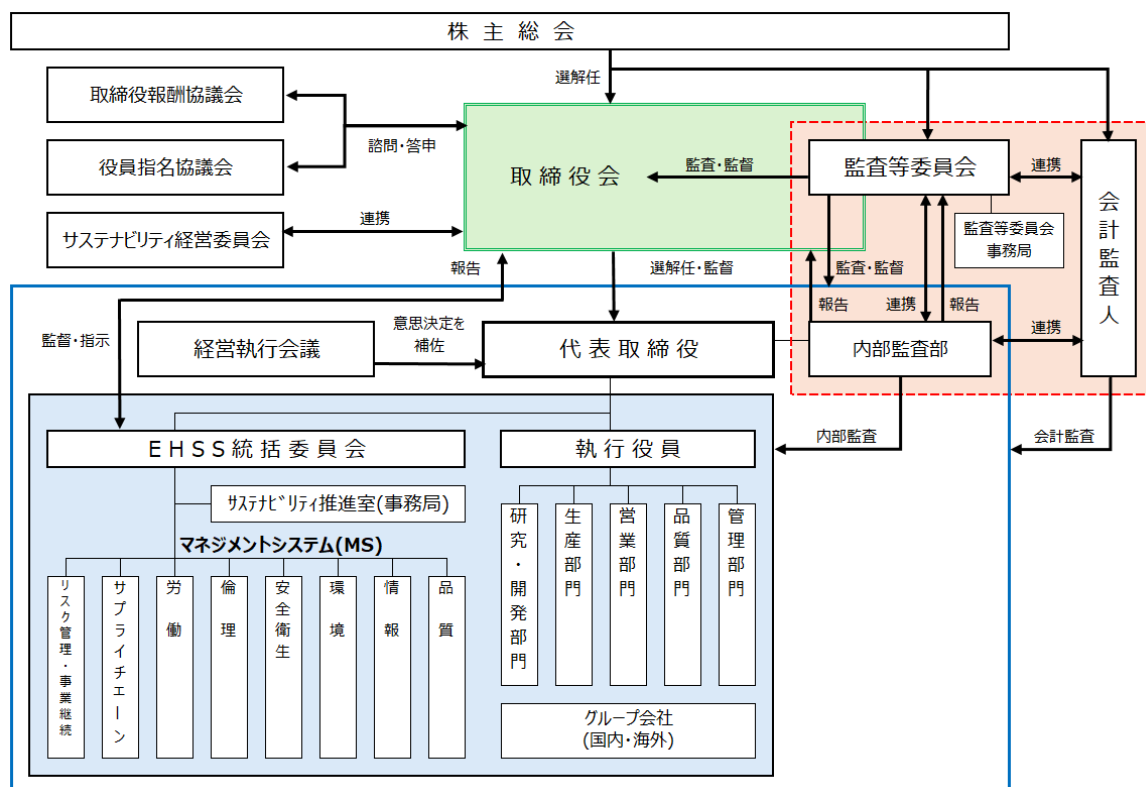 株主総会
選解任
取締役報酬協議会
役員指名協議会
諮問・答申
サステナビリティ経営委員会
連携
取締役会
監査・監督
監査等委員会
連携
監査等委員会
事務局
会計監査人
報告
選解任・監督
監査・監督
報告
連携
報告
監督・指示
経営執行会議
意思決定を
補佐
代表取締役
内部監査部
連携
EHSS統括委員会
執行役員
内部監査
会計監査
サステナビリティ推進室(事務局)
マネジメントシステム(MS)
リスク管理・事業継続
サプライチェーン
労働
倫理
安全衛生
環境
情報
品質
研究・開発部門
生産部門
営業部門
品質部門
管理部門
グループ会社
(国内・海外)